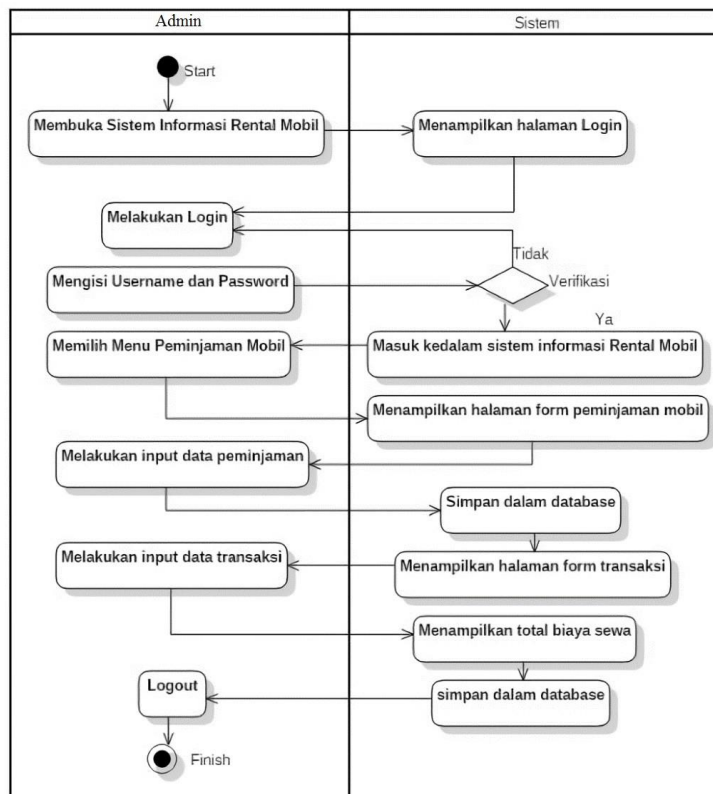 Admin
Sistem
Start
Membuka Sistem Informasi Rental Mobil
Menampilkan halaman Login
Melakukan Login
Tidak
Mengisi Username dan Password
Verifikasi
Ya
Memilih Menu Peminjaman Mobil
Masuk kedalam sistem informasi Rental Mobil
Menampilkan halaman form peminjaman mobil
Melakukan input data peminjaman
Simpan dalam database
Melakukan input data transaksi
Menampilkan halaman form transaksi
Menampilkan total biaya sewa
Logout
simpan dalam database
Finish